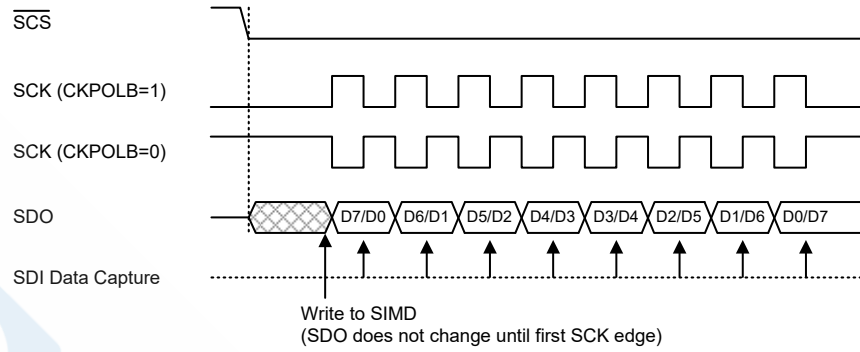 SCS
SCK (CKPOLB=1)
SCK (CKPOLB=0)
SDO D7/D0 D6/D1 D5/D2 D4/D3 D3/D4 D2/D5 D1/D6 D0/D7
SDI Data Capture
Write to SIMD
(SDO does not change until first SCK edge)